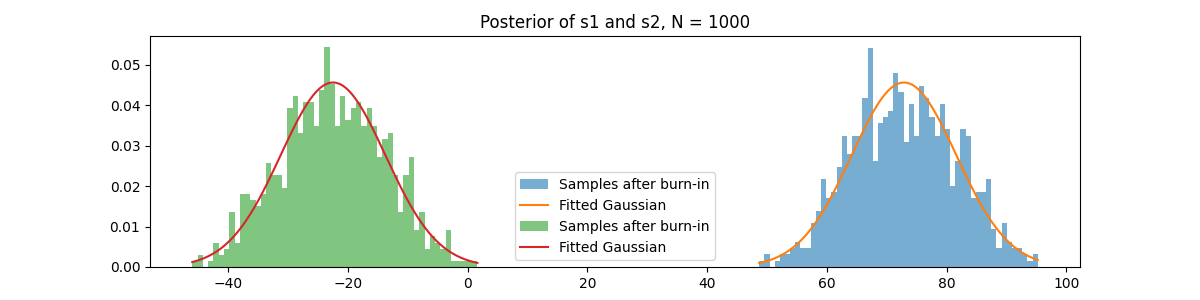 Posterior of s1 and s2, N = 1000
0.05
0.04
0.03
0.02
0.01
0.00
Samples after burn-in
Fitted Gaussian
Samples after burn-in
Fitted Gaussian
−40 −20 0 20 40 60 80 100